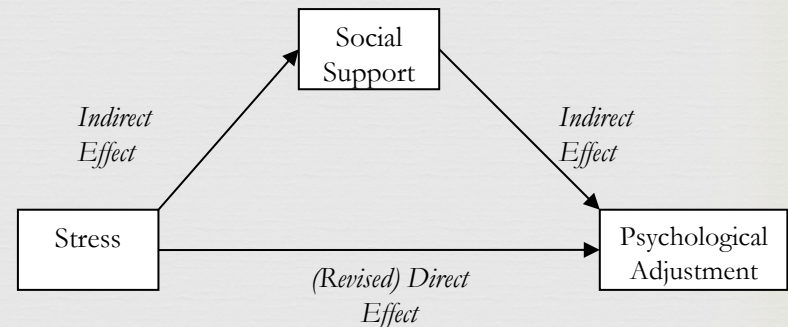 Social
Support
Indirect
Effect
Indirect
Effect
Stress
Psychological
Adjustment
(Revised) Direct
Effect